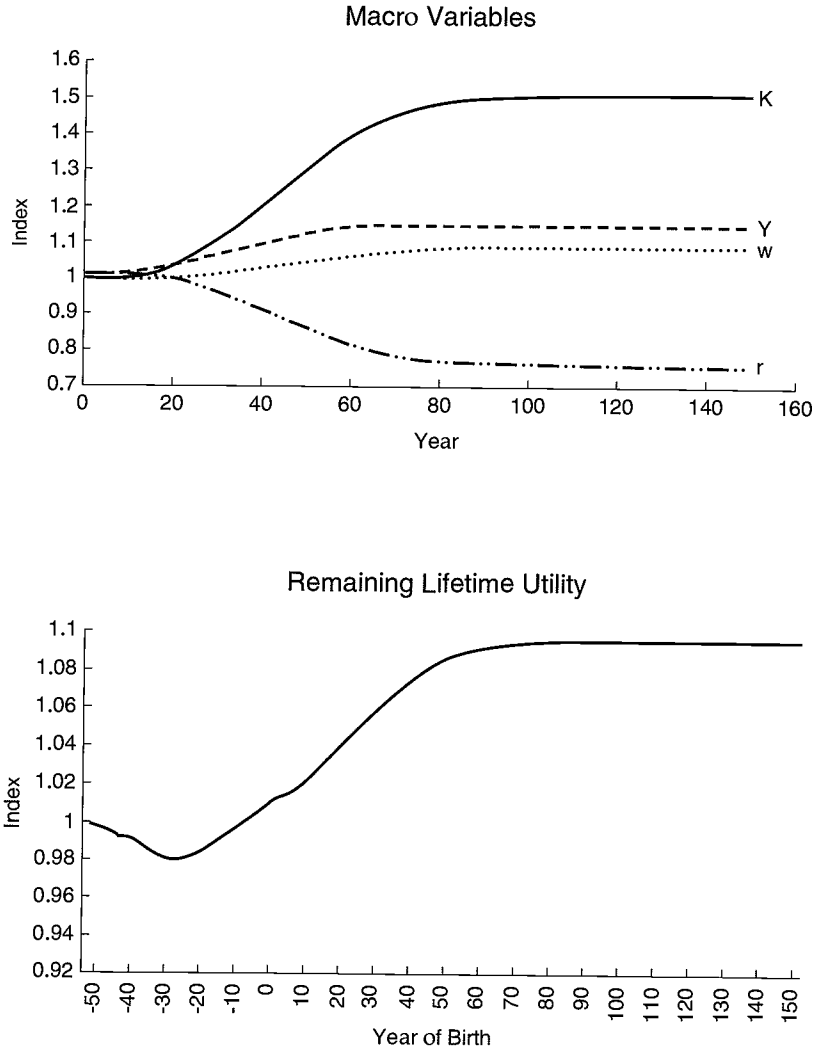 Macro Variables
1.6
1.5
1.4
1.3
1.2
1.1
1
0.9
0.8
0.7
Index
K
Y
w
r
0 20 40 60 80 100 120 140 160
Year
Remaining Lifetime Utility
1.1
1.08
1.06
1.04
1.02
1
0.98
0.96
0.94
0.92
Index
-50 -40 -30 -20 -10 0 10 20 30 40 50 60 70 80 90 100 110 120 130 140 150
Year of Birth